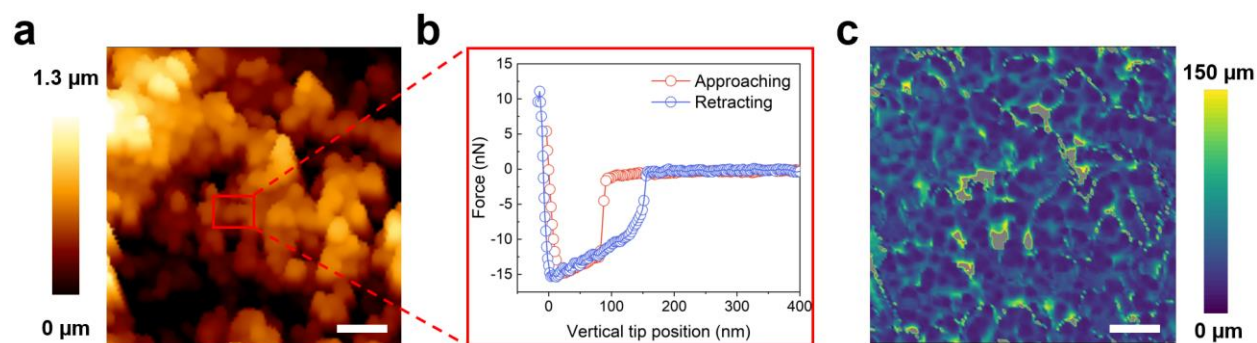 a
1.3 µm
0 µm
b
Approaching
Retracting
Force (nN)
15
10
5
0
-5
-10
-15
0
100
200
300
400
Vertical tip position (nm)
c
150 µm
0 µm